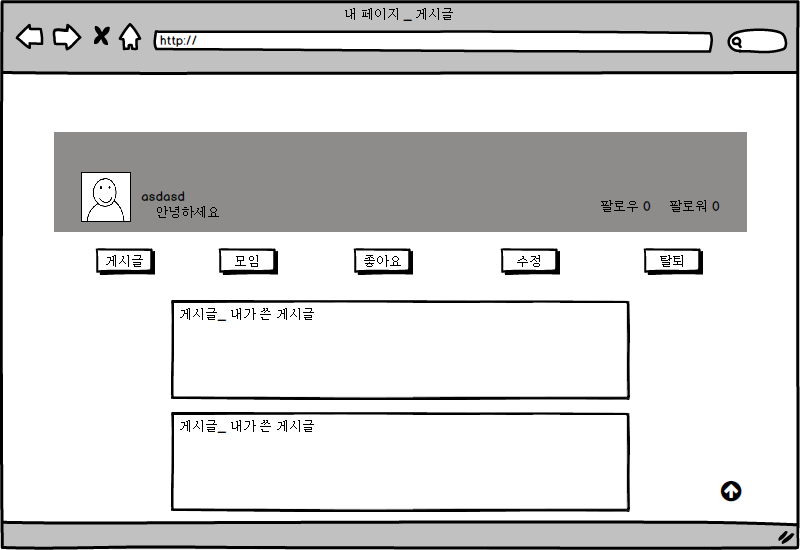 내 페이지 _ 게시글
http://
asdasd
안녕하세요
팔로우 0 팔로워 0
게시글 모임 좋아요 수정 탈퇴
게시글_ 내가 쓴 게시글
게시글_ 내가 쓴 게시글